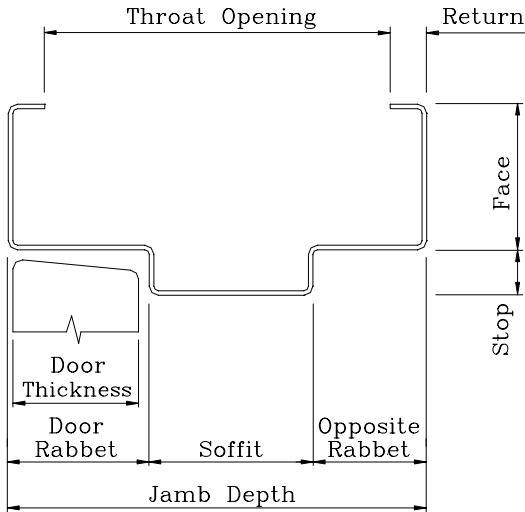 Throat Opening
Return
Face
Stop
Door
Thickness
Door
Rabbet
Soffit
Opposite
Rabbet
Jamb Depth